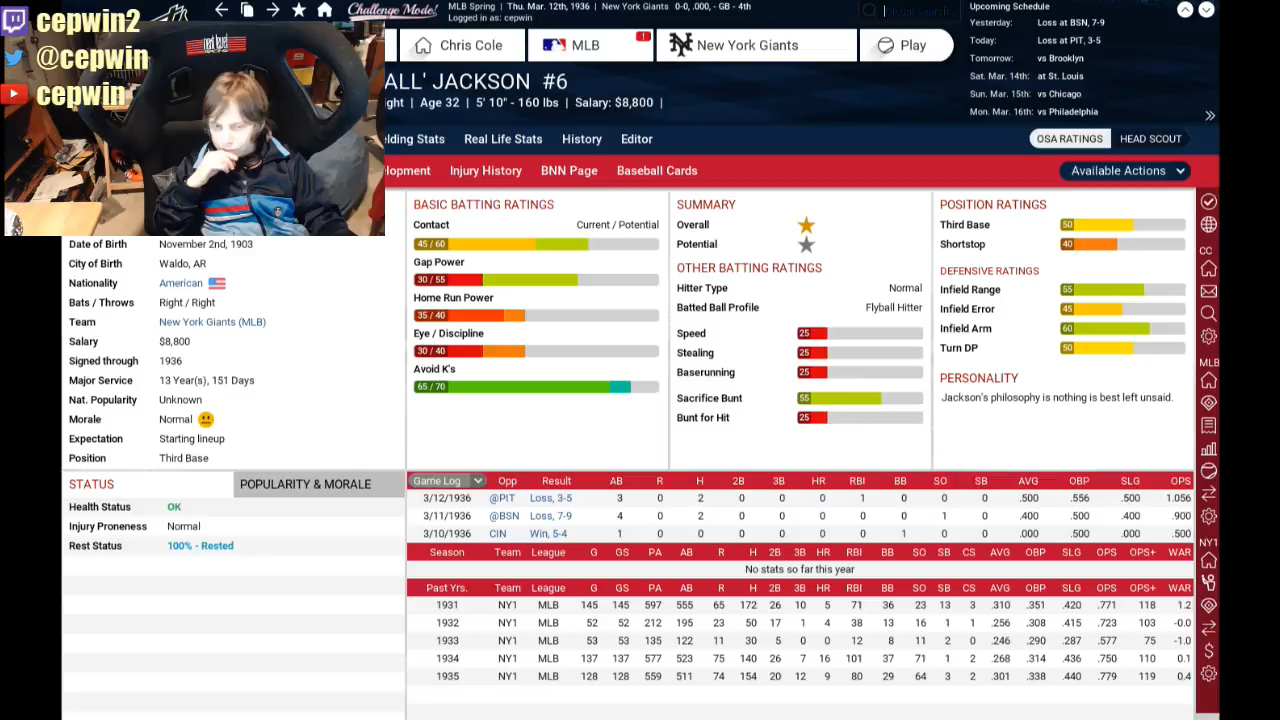 cepwin2
@cepwin
cepwin
Challenge Mode!
MLB Spring | Thu. Mar. 12th, 1936 | New York Giants 0-0, .000, - GB - 4th
Logged in as: cepwin
Global Search...
Upcoming Schedule
Yesterday: Loss at BSN, 7-9
Today: Loss at PIT, 3-5
Tomorrow: vs Brooklyn
Sat. Mar. 14th: at St. Louis
Sun. Mar. 15th: vs Chicago
Mon. Mar. 16th: vs Philadelphia
Chris Cole
MLB
!
New York Giants
Play
ALL' JACKSON #6
ght | Age 32 | 5' 10" - 160 lbs | Salary: $8,800 |
elding Stats Real Life Stats History Editor
OSA RATINGS HEAD SCOUT
lopment Injury History BNN Page Baseball Cards
Available Actions
Date of Birth November 2nd, 1903
City of Birth Waldo, AR
Nationality American
Bats / Throws Right / Right
Team New York Giants (MLB)
Salary $8,800
Signed through 1936
Major Service 13 Year(s), 151 Days
Nat. Popularity Unknown
Morale Normal
Expectation Starting lineup
Position Third Base
BASIC BATTING RATINGS
Contact Current / Potential
45 / 60
Gap Power
30 / 55
Home Run Power
35 / 40
Eye / Discipline
30 / 40
Avoid K's
65 / 70
SUMMARY
Overall
Potential
OTHER BATTING RATINGS
Hitter Type Normal
Batted Ball Profile Flyball Hitter
Speed 25
Stealing 25
Baserunning 25
Sacrifice Bunt 55
Bunt for Hit 25
POSITION RATINGS
Third Base 50
Shortstop 40
DEFENSIVE RATINGS
Infield Range 55
Infield Error 45
Infield Arm 60
Turn DP 50
PERSONALITY
Jackson's philosophy is nothing is best left unsaid.
CC
MLB
NY1
STATUS POPULARITY & MORALE
Health Status OK
Injury Proneness Normal
Rest Status 100% - Rested
Game Log Opp Result AB R H 2B 3B HR RBI BB SO SB AVG OBP SLG OPS
3/12/1936 @PIT Loss, 3-5 3 0 2 0 0 0 1 0 0 0 .500 .556 .500 1.056
3/11/1936 @BSN Loss, 7-9 4 0 2 0 0 0 0 0 1 0 .400 .500 .400 .900
3/10/1936 CIN Win, 5-4 1 0 0 0 0 0 0 1 0 0 .000 .500 .000 .500
Season Team League G GS PA AB R H 2B 3B HR RBI BB SO SB CS AVG OBP SLG OPS OPS+ WAR
No stats so far this year
Past Yrs. Team League G GS PA AB R H 2B 3B HR RBI BB SO SB CS AVG OBP SLG OPS OPS+ WAR
1931 NY1 MLB 145 145 597 555 65 172 26 10 5 71 36 23 13 3 .310 .351 .420 .771 118 1.2
1932 NY1 MLB 52 52 212 195 23 50 17 1 4 38 13 16 1 1 .256 .308 .415 .723 103 -0.0
1933 NY1 MLB 53 53 135 122 11 30 5 0 0 12 8 11 2 0 .246 .290 .287 .577 75 -1.0
1934 NY1 MLB 137 137 577 523 75 140 26 7 16 101 37 71 1 2 .268 .314 .436 .750 110 0.1
1935 NY1 MLB 128 128 559 511 74 154 20 12 9 80 29 64 3 2 .301 .338 .440 .779 119 0.4